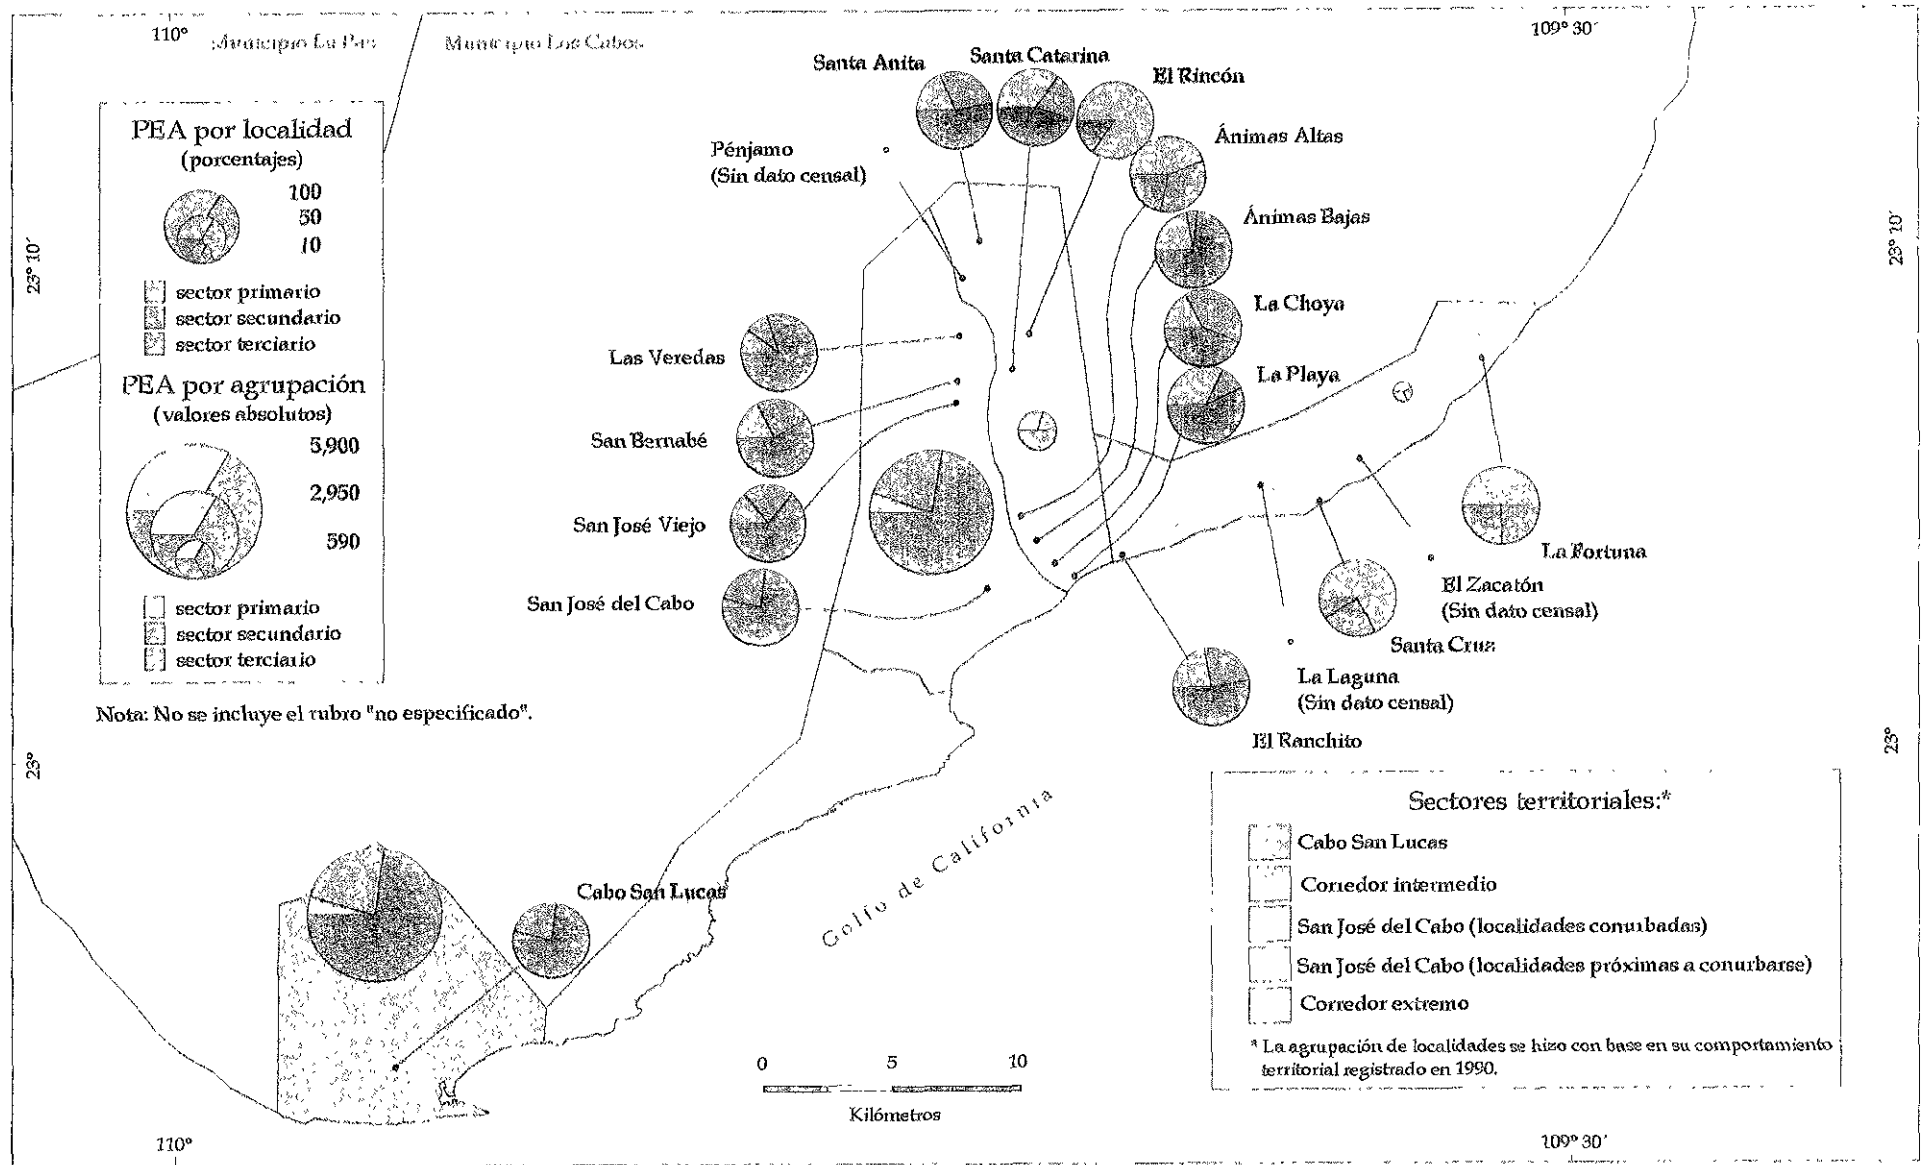 110°
Municipio La Paz
Municipio Los Cabos
109° 30´
PEA por localidad
(porcentajes)
100
50
10
sector primario
sector secundario
sector terciario
PEA por agrupación
(valores absolutos)
5,900
2,950
590
sector primario
sector secundario
sector terciario
Nota: No se incluye el rubro "no especificado".
23° 10´
23° 10´
23°
23°
Santa Anita
Santa Catarina
El Rincón
Ánimas Altas
Pénjamo
(Sin dato censal)
Ánimas Bajas
La Choya
La Playa
Las Veredas
San Bernabé
San José Viejo
San José del Cabo
La Fortuna
El Zacatón
(Sin dato censal)
Santa Cruz
La Laguna
(Sin dato censal)
El Ranchito
Golfo de California
Cabo San Lucas
Sectores territoriales:*
Cabo San Lucas
Corredor intermedio
San José del Cabo (localidades conurbadas)
San José del Cabo (localidades próximas a conurbarse)
Corredor extremo
* La agrupación de localidades se hizo con base en su comportamiento
territorial registrado en 1990.
0 5 10
Kilómetros
110°
109° 30´